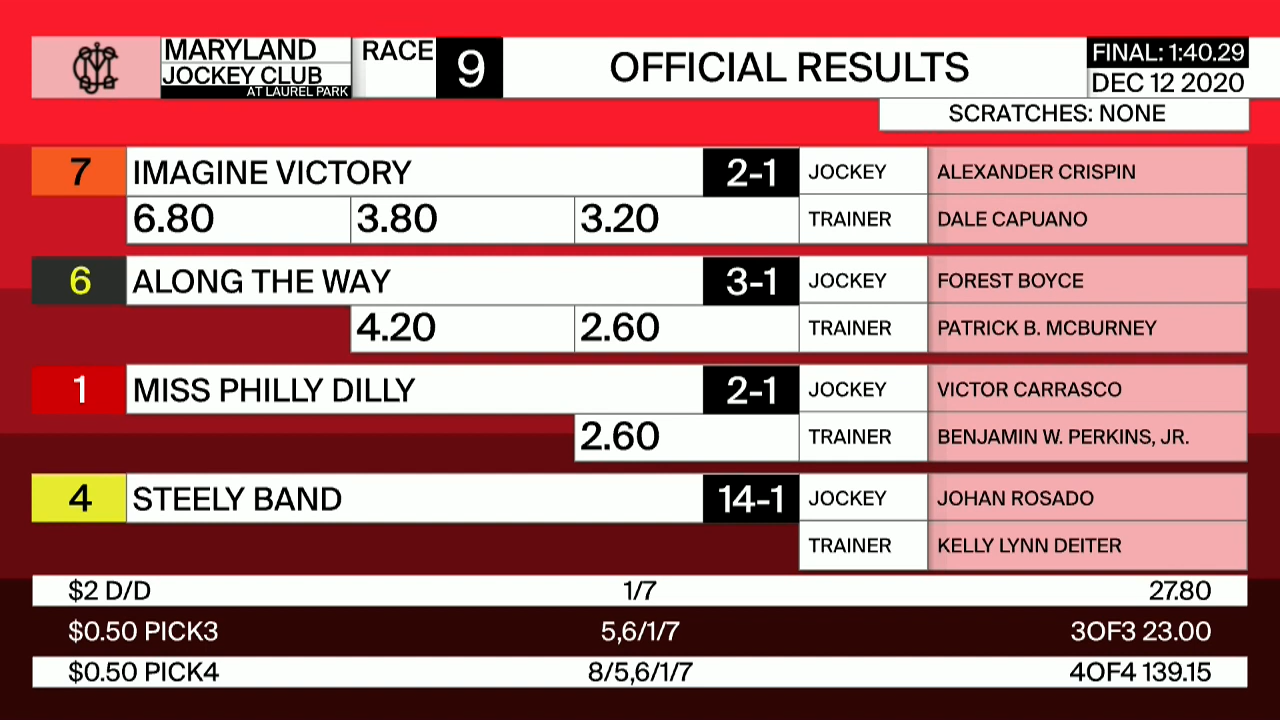 MARYLAND
JOCKEY CLUB
AT LAUREL PARK
RACE 9
OFFICIAL RESULTS
FINAL: 1:40.29
DEC 12 2020
SCRATCHES: NONE
7 IMAGINE VICTORY 2-1 JOCKEY ALEXANDER CRISPIN
6.80 3.80 3.20 TRAINER DALE CAPUANO
6 ALONG THE WAY 3-1 JOCKEY FOREST BOYCE
4.20 2.60 TRAINER PATRICK B. MCBURNEY
1 MISS PHILLY DILLY 2-1 JOCKEY VICTOR CARRASCO
2.60 TRAINER BENJAMIN W. PERKINS, JR.
4 STEELY BAND 14-1 JOCKEY JOHAN ROSADO
TRAINER KELLY LYNN DEITER
$2 D/D 1/7 27.80
$0.50 PICK3 5,6/1/7 3OF3 23.00
$0.50 PICK4 8/5,6/1/7 4OF4 139.15